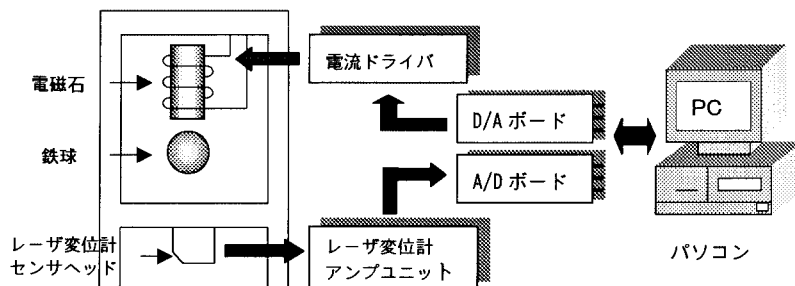 電流ドライバ
電磁石
D/Aボード
PC
鉄球
A/Dボード
レーザ変位計
センサヘッド
レーザ変位計
アンプユニット
パソコン